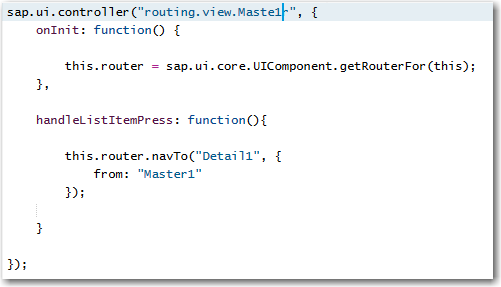 sap.ui.controller("routing.view.Maste1", {
onInit: function() {
this.router = sap.ui.core.UIComponent.getRouterFor(this);
},
handleListItemPress: function(){
this.router.navTo("Detail1", {
from: "Master1"
});
}
});